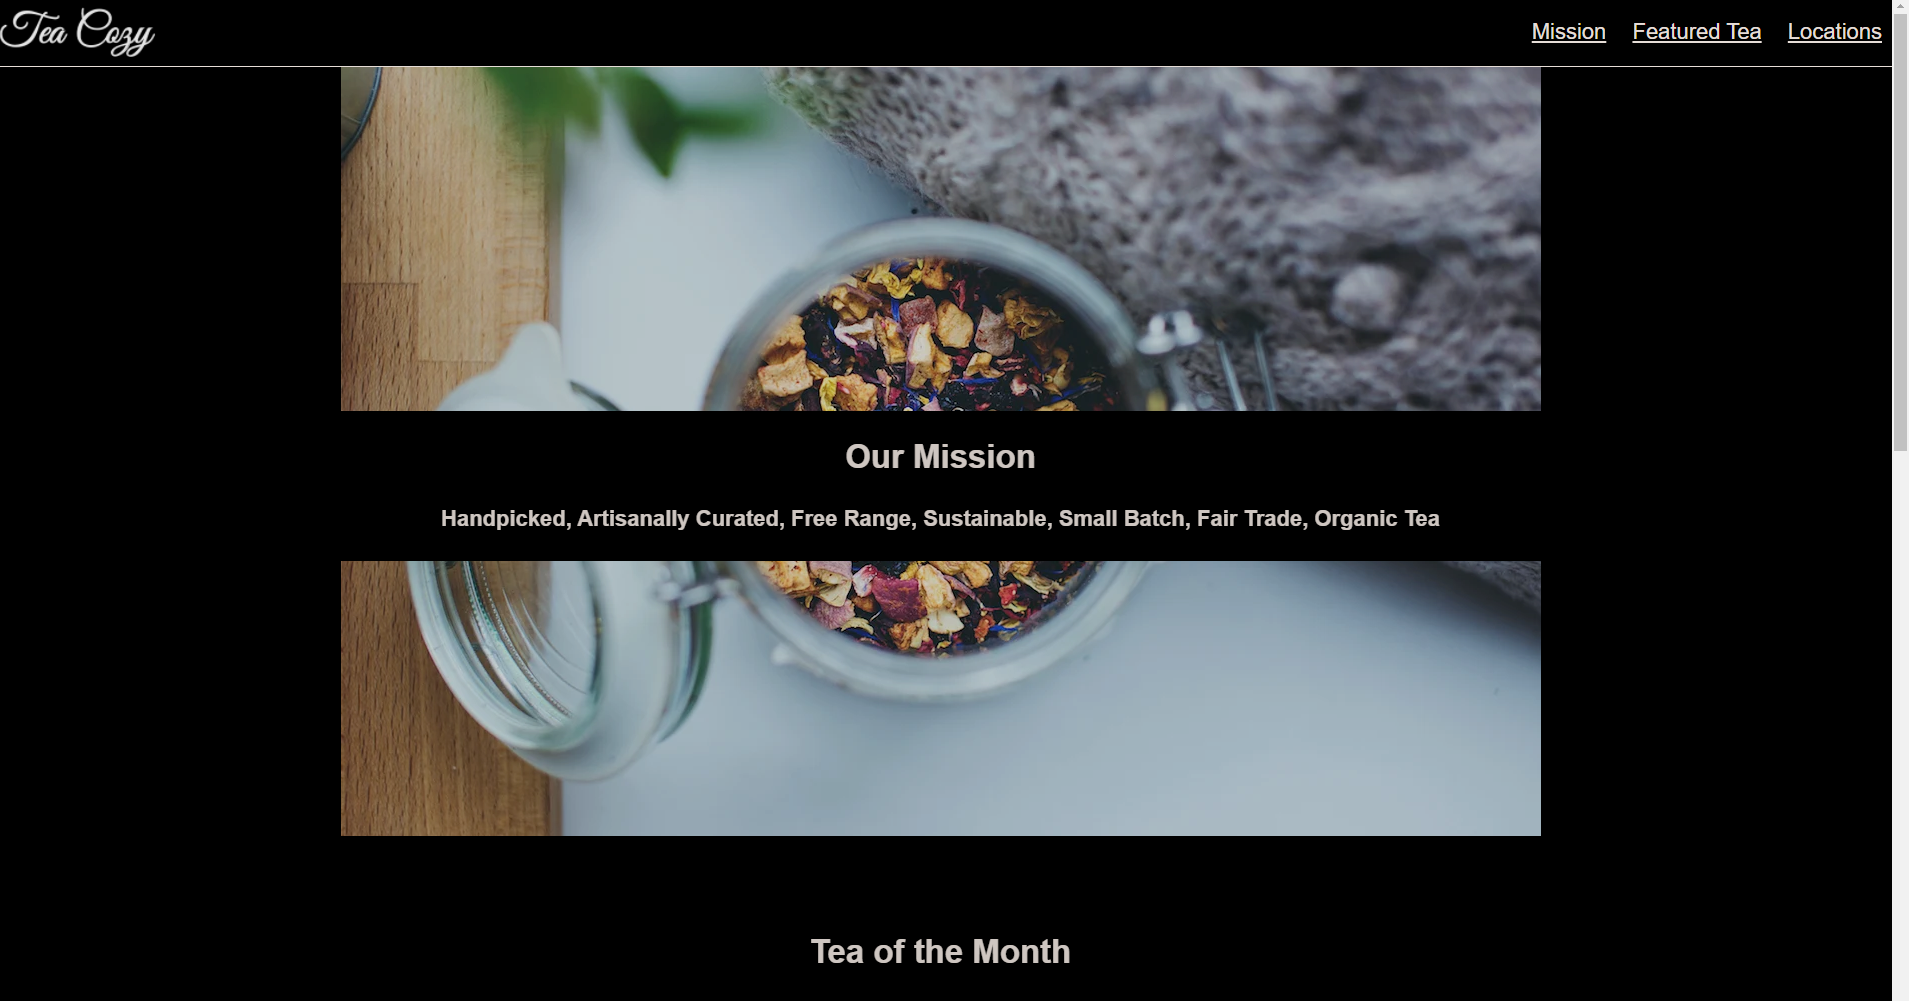 Tea Cozy
Mission Featured Tea Locations
Our Mission
Handpicked, Artisanally Curated, Free Range, Sustainable, Small Batch, Fair Trade, Organic Tea
Tea of the Month